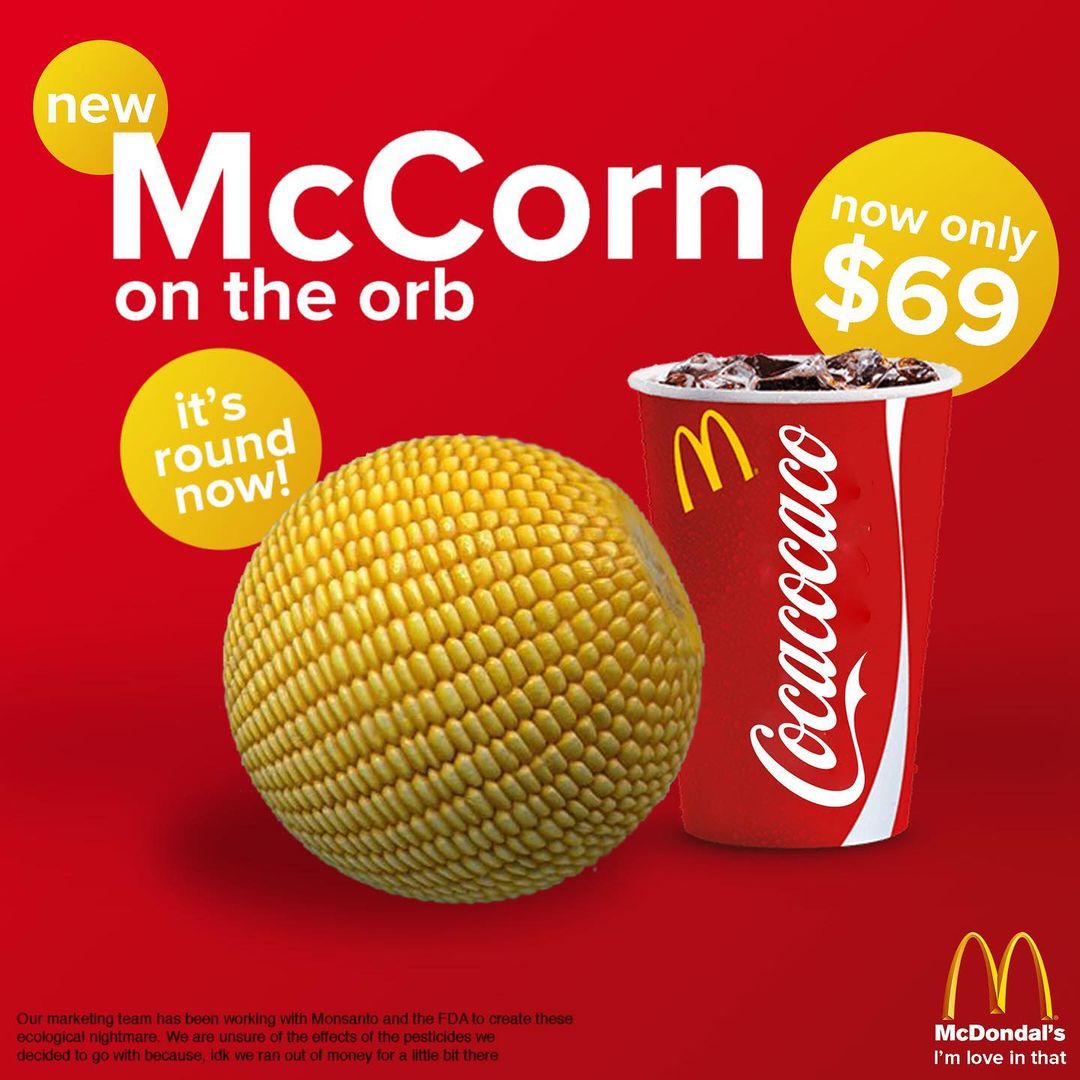 new
McCorn
on the orb
now only
$69
it's
round
now!
Cocacocaco
Our marketing team has been working with Monsanto and the FDA to create these
ecological nightmare. We are unsure of the effects of the pesticides we
decided to go with because, idk we ran out of money for a little bit there
McDondal's
I'm love in that